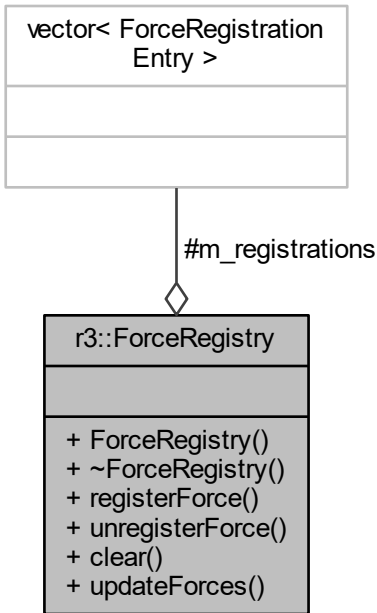 vector< ForceRegistration
Entry >
#m_registrations
r3::ForceRegistry
+ ForceRegistry()
+ ~ForceRegistry()
+ registerForce()
+ unregisterForce()
+ clear()
+ updateForces()